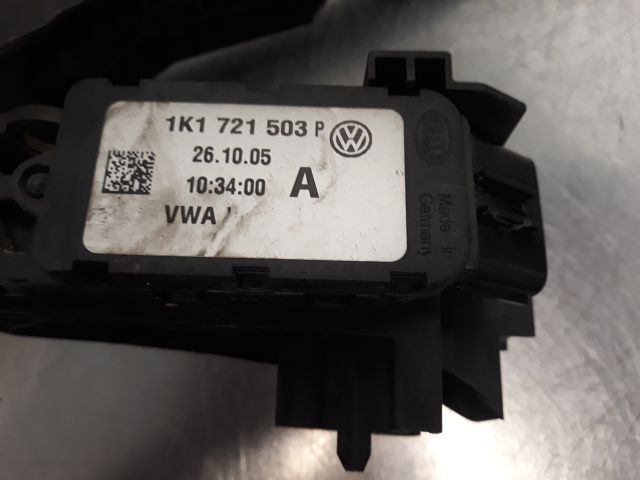 1K1 721 503 P
26.10.05
10:34:00 A
VWA
Made in
Germany